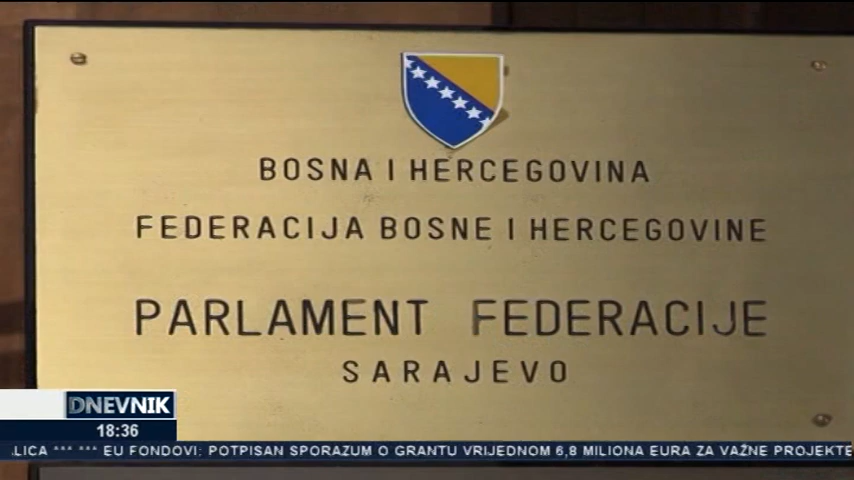 BOSNA I HERCEGOVINA
FEDERACIJA BOSNE I HERCEGOVINE
PARLAMENT FEDERACIJE
SARAJEVO
DNEVNIK
18:36
*** *** EU FONDOVI: POTPISAN SPORAZUM O GRANTU VRIJEDNOM 6,8 MILIONA EURA ZA VAŽNE PROJEKTE